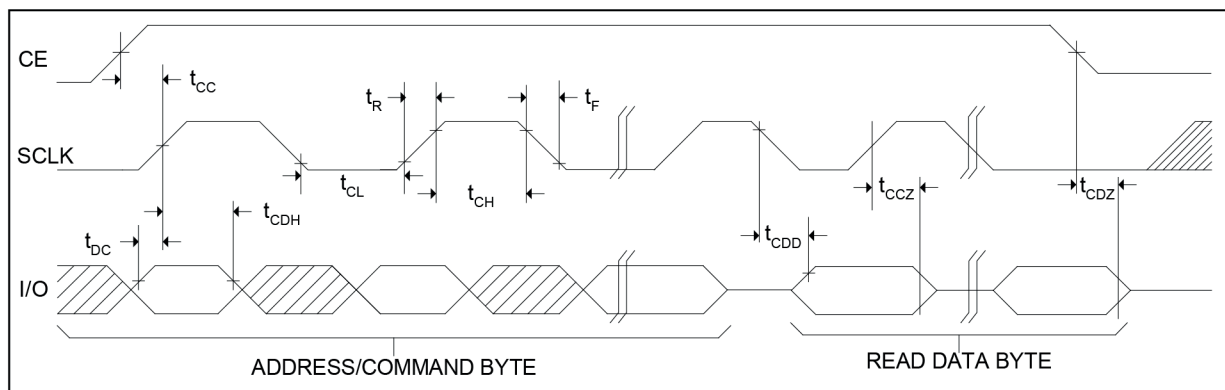 CE
tCC
tR
tF
SCLK
tCL
tCH
tCCZ
tCDZ
tCDH
tCDD
tDC
I/O
ADDRESS/COMMAND BYTE
READ DATA BYTE